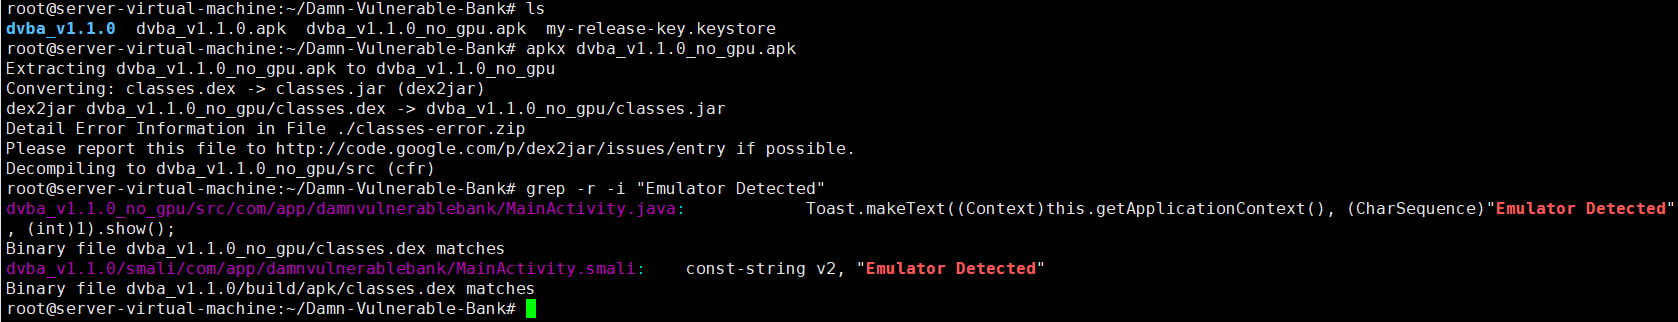 root@server-virtual-machine:~/Damn-Vulnerable-Bank# ls
dvba_v1.1.0  dvba_v1.1.0.apk  dvba_v1.1.0_no_gpu.apk  my-release-key.keystore
root@server-virtual-machine:~/Damn-Vulnerable-Bank# apkx dvba_v1.1.0_no_gpu.apk
Extracting dvba_v1.1.0_no_gpu.apk to dvba_v1.1.0_no_gpu
Converting: classes.dex -> classes.jar (dex2jar)
dex2jar dvba_v1.1.0_no_gpu/classes.dex -> dvba_v1.1.0_no_gpu/classes.jar
Detail Error Information in File ./classes-error.zip
Please report this file to http://code.google.com/p/dex2jar/issues/entry if possible.
Decompiling to dvba_v1.1.0_no_gpu/src (cfr)
root@server-virtual-machine:~/Damn-Vulnerable-Bank# grep -r -i "Emulator Detected"
dvba_v1.1.0_no_gpu/src/com/app/damnvulnerablebank/MainActivity.java:            Toast.makeText((Context)this.getApplicationContext(), (CharSequence)"Emulator Detected"
, (int)1).show();
Binary file dvba_v1.1.0_no_gpu/classes.dex matches
dvba_v1.1.0/smali/com/app/damnvulnerablebank/MainActivity.smali:    const-string v2, "Emulator Detected"
Binary file dvba_v1.1.0/build/apk/classes.dex matches
root@server-virtual-machine:~/Damn-Vulnerable-Bank#